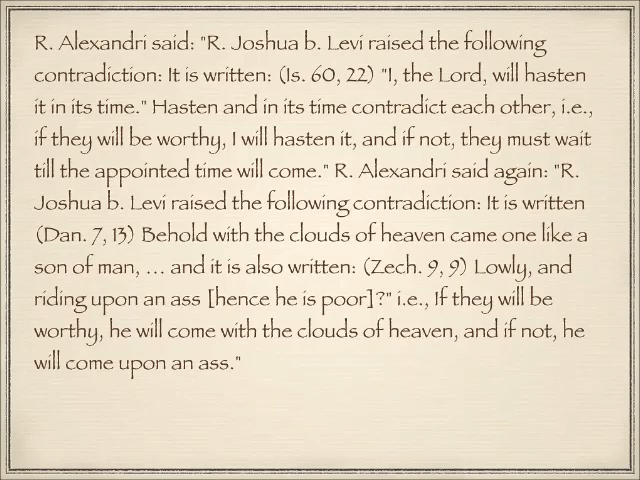 R. Alexandri said: "R. Joshua b. Levi raised the following
contradiction: It is written: (Is. 60, 22) "I, the Lord, will hasten
it in its time." Hasten and in its time contradict each other, i.e.,
if they will be worthy, I will hasten it, and if not, they must wait
till the appointed time will come." R. Alexandri said again: "R.
Joshua b. Levi raised the following contradiction: It is written
(Dan. 7, 13) Behold with the clouds of heaven came one like a
son of man, … and it is also written: (Zech. 9, 9) Lowly, and
riding upon an ass [hence he is poor]?" i.e., If they will be
worthy, he will come with the clouds of heaven, and if not, he
will come upon an ass."